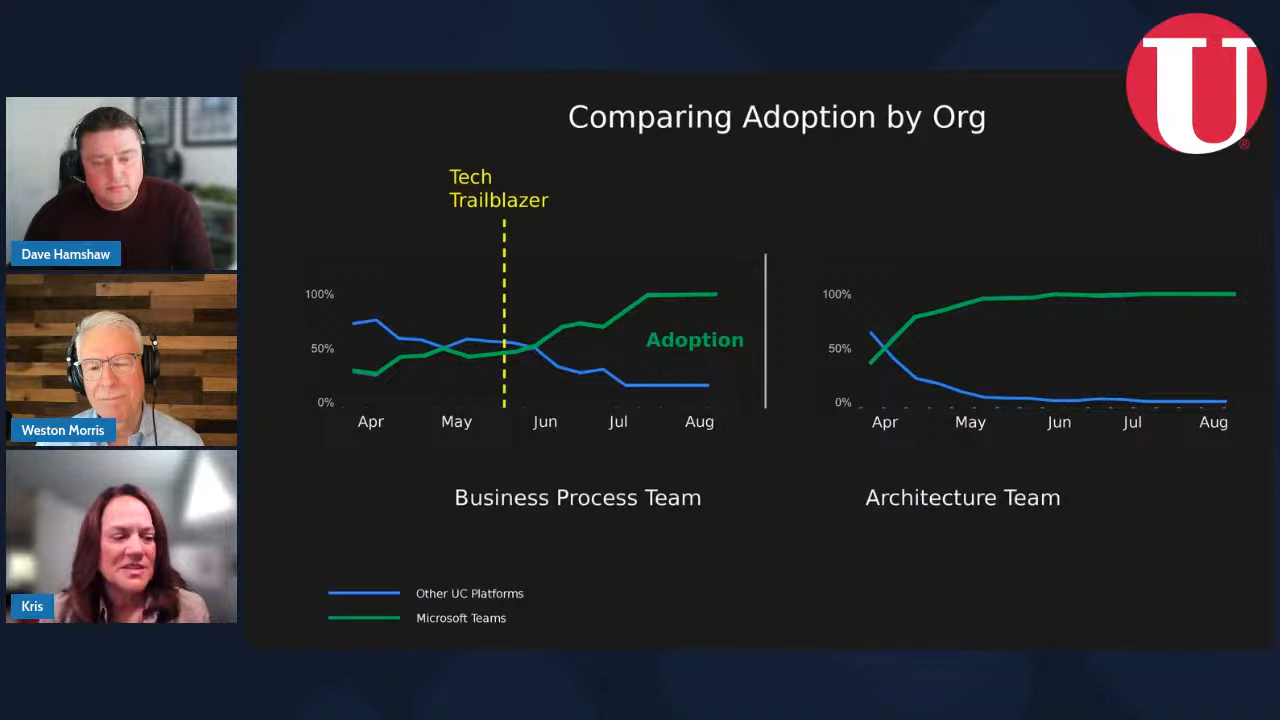 U
®
Comparing Adoption by Org
Tech
Trailblazer
100%
50%
0%
Adoption
Apr May Jun Jul Aug
Business Process Team
100%
50%
0%
Apr May Jun Jul Aug
Architecture Team
Other UC Platforms
Microsoft Teams
Dave Hamshaw
Weston Morris
Kris